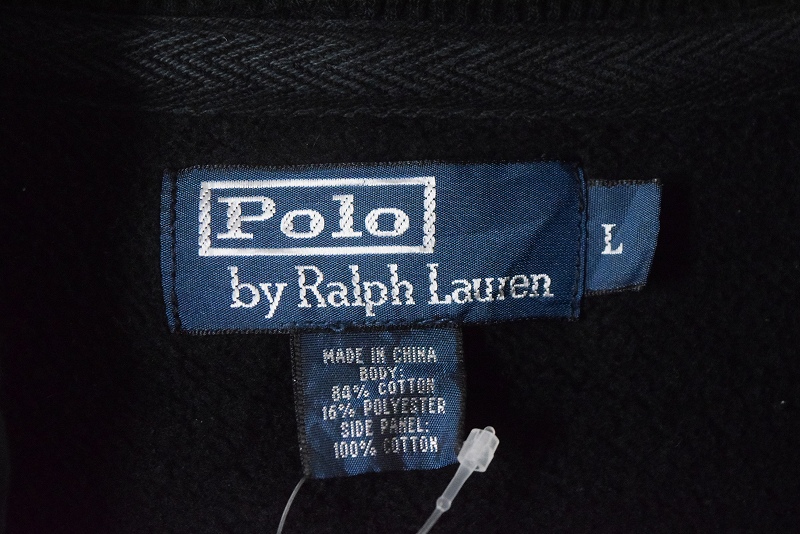 Polo
by Ralph Lauren
L
MADE IN CHINA
BODY:
84% COTTON
16% POLYESTER
SIDE PANEL:
100% COTTON